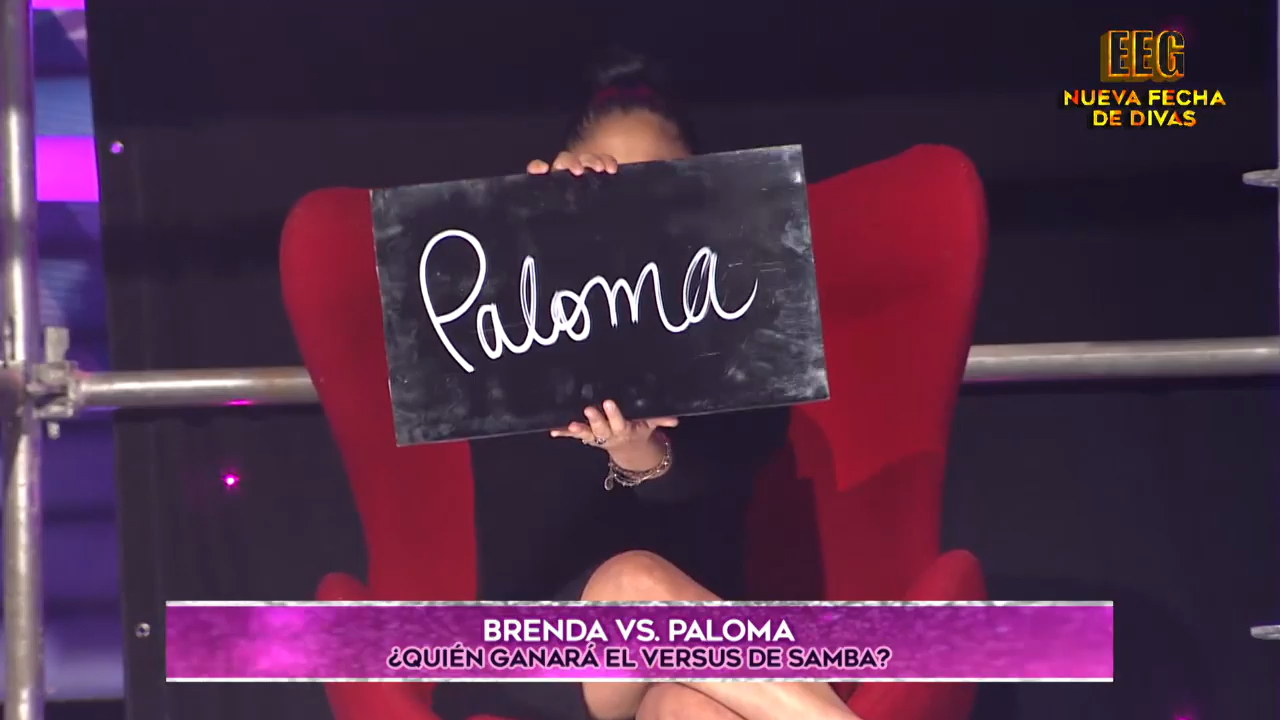 EEG
NUEVA FECHA
DE DIVAS
Paloma
BRENDA VS. PALOMA
¿QUIÉN GANARÁ EL VERSUS DE SAMBA?